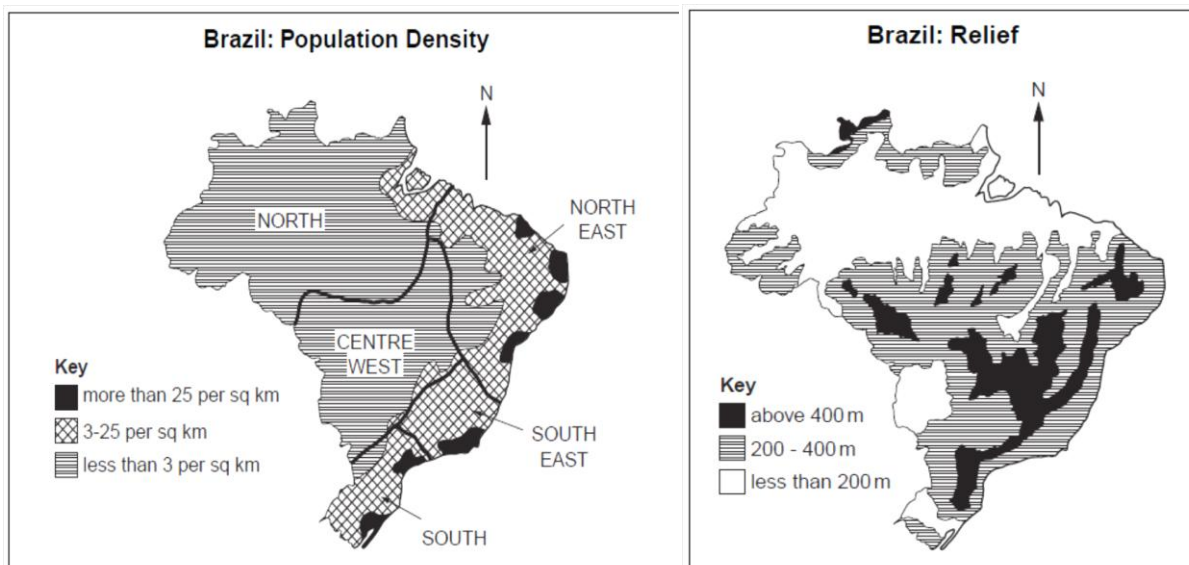 Brazil: Population Density
N
NORTH
NORTH
EAST
CENTRE
WEST
Key
more than 25 per sq km
3-25 per sq km
less than 3 per sq km
SOUTH
EAST
SOUTH
Brazil: Relief
N
Key
above 400 m
200 - 400 m
less than 200 m